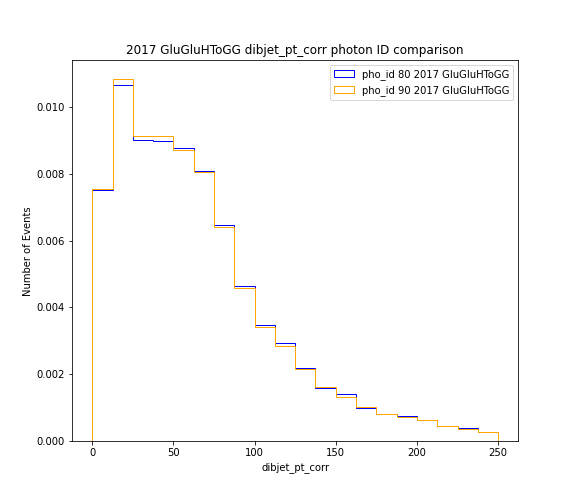 2017 GluGluHToGG dibjet_pt_corr photon ID comparison
pho_id 80 2017 GluGluHToGG
pho_id 90 2017 GluGluHToGG
Number of Events
0.010
0.008
0.006
0.004
0.002
0.000
0
50
100
150
200
250
dibjet_pt_corr